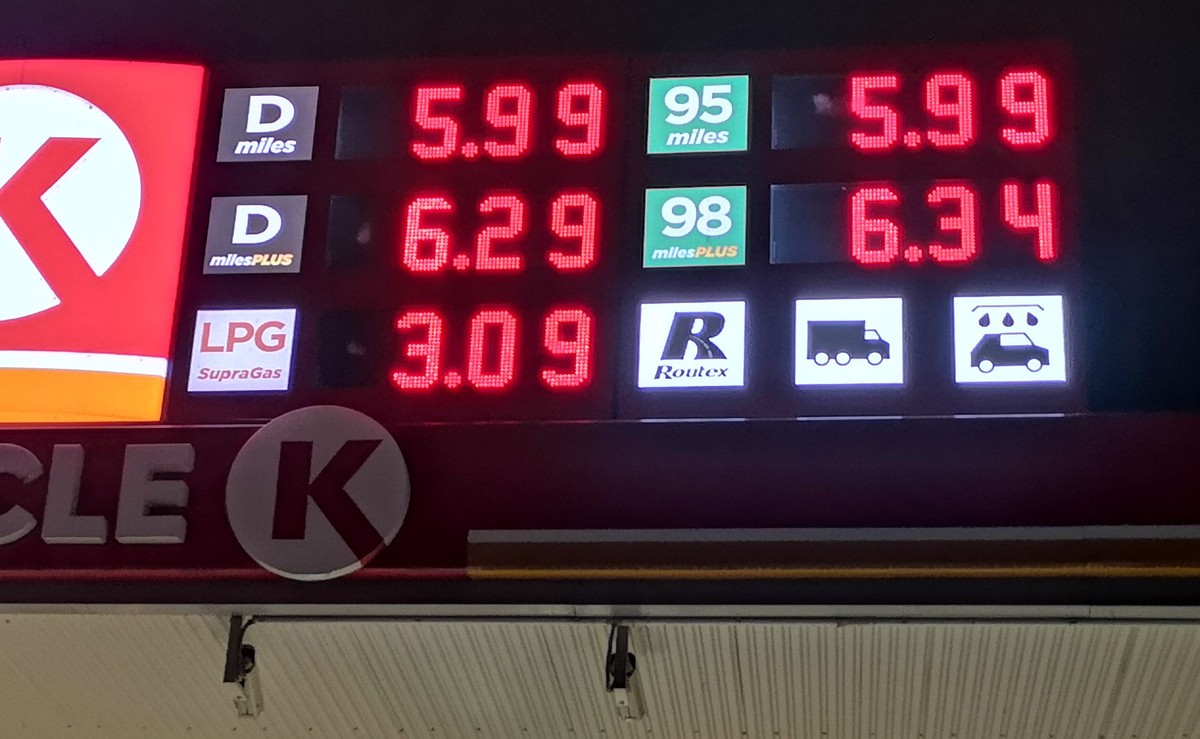 K
D
miles
5.99
95
miles
5.99
D
milesPLUS
6.29
98
milesPLUS
6.34
LPG
SupraGas
3.09
R
Routex
CLE K